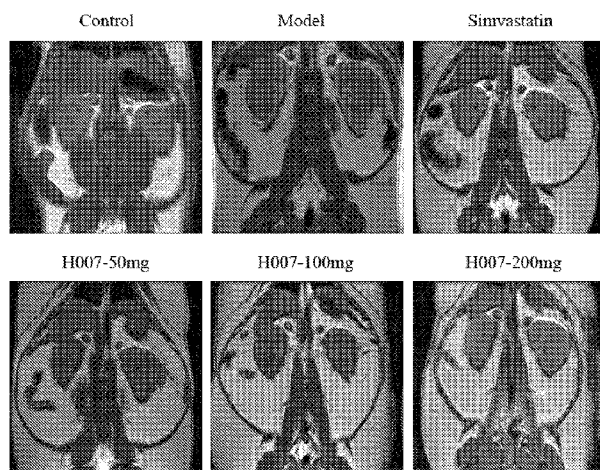 Control
Model
Simvastatin
H007-50mg
H007-100mg
H007-200mg